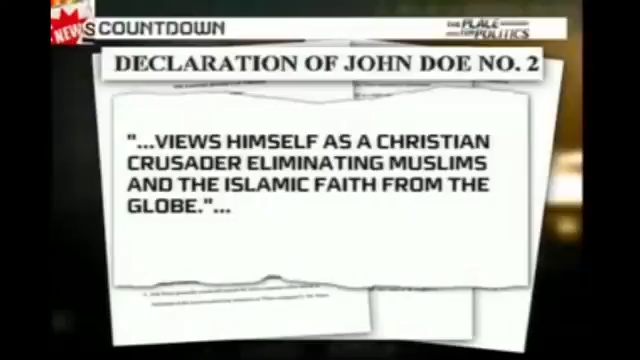 NEWS COUNTDOWN
THE PLACE
FOR POLITICS
DECLARATION OF JOHN DOE NO. 2
"...VIEWS HIMSELF AS A CHRISTIAN
CRUSADER ELIMINATING MUSLIMS
AND THE ISLAMIC FAITH FROM THE
GLOBE."...